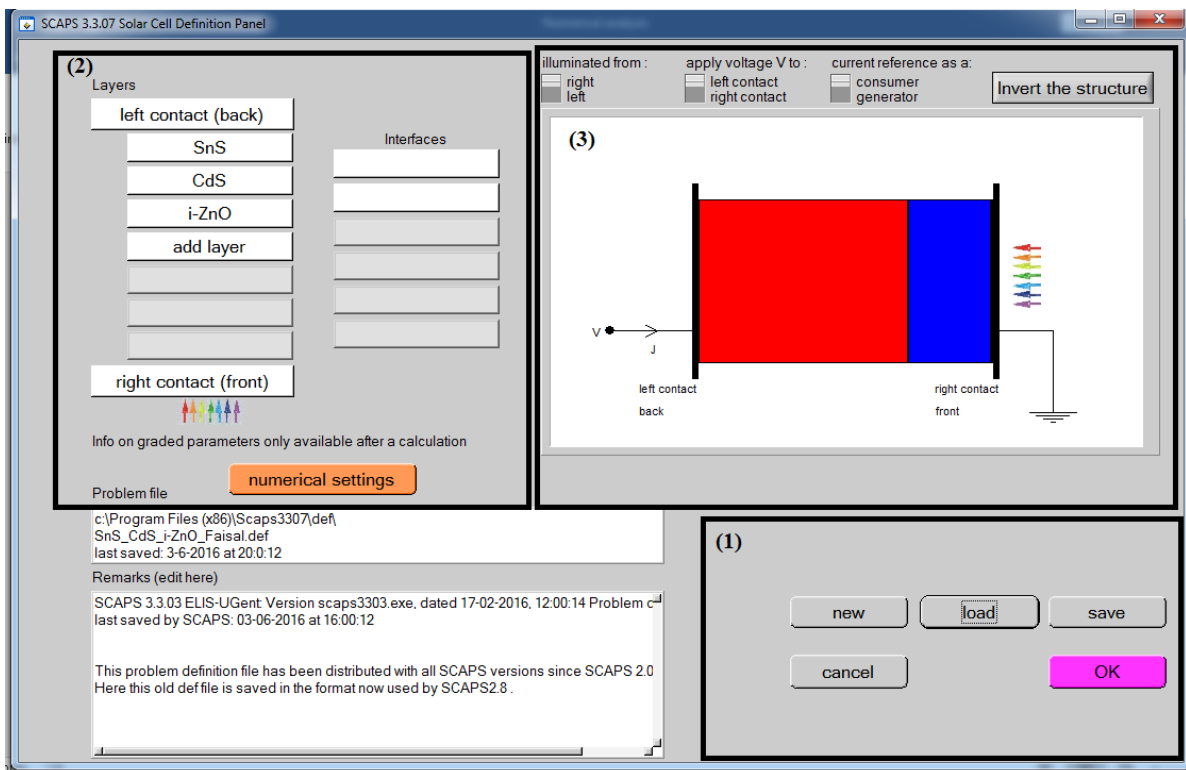 SCAPS 3.3.07 Solar Cell Definition Panel
(2)
Layers
left contact (back)
SnS
CdS
i-ZnO
add layer
right contact (front)
Interfaces
Info on graded parameters only available after a calculation
numerical settings
illuminated from :
right
left
apply voltage V to :
left contact
right contact
current reference as a:
consumer
generator
Invert the structure
(3)
V
J
left contact
back
right contact
front
Problem file
c:\Program Files (x86)\Scaps3307\def\
SnS_CdS_i-ZnO_Faisal.def
last saved: 3-6-2016 at 20:0:12
Remarks (edit here)
SCAPS 3.3.03 ELIS-UGent: Version scaps3303.exe, dated 17-02-2016, 12:00:14 Problem
last saved by SCAPS: 03-06-2016 at 16:00:12
This problem definition file has been distributed with all SCAPS versions since SCAPS 2.0
Here this old def file is saved in the format now used by SCAPS2.8 .
(1)
new
load
save
cancel
OK